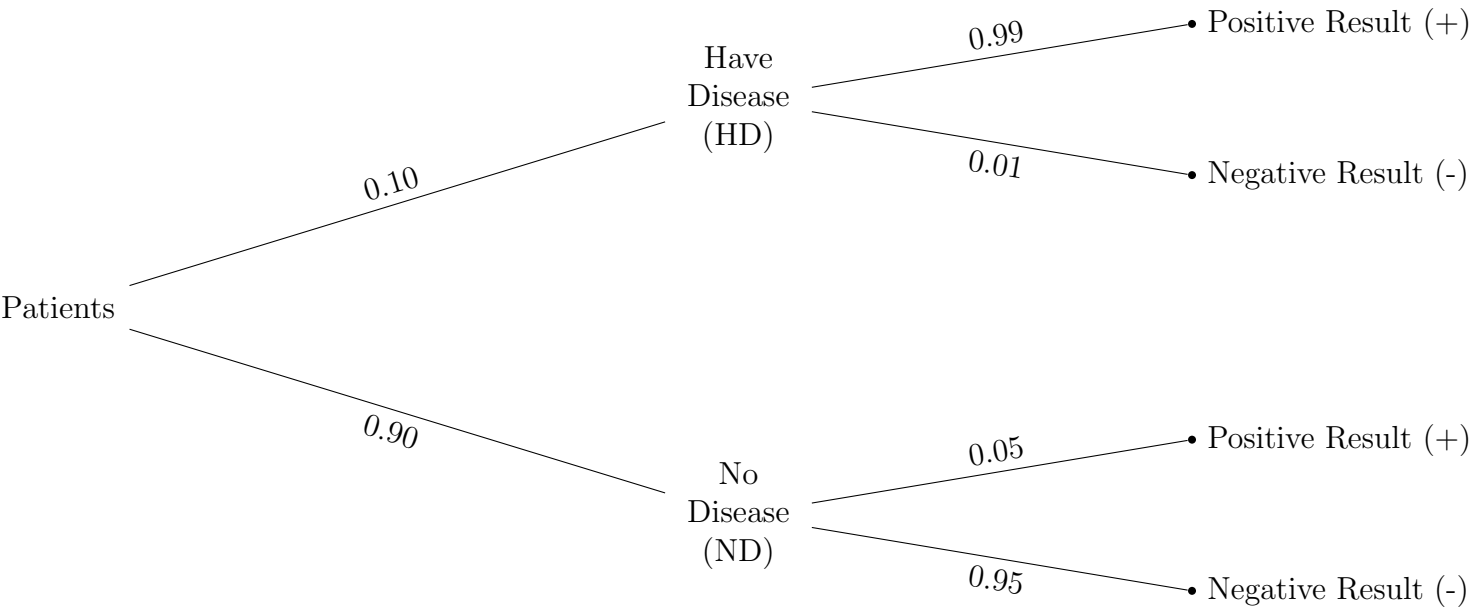 Patients
0.10
0.90
Have
Disease
(HD)
0.99
Positive Result (+)
0.01
Negative Result (-)
No
Disease
(ND)
0.05
Positive Result (+)
0.95
Negative Result (-)